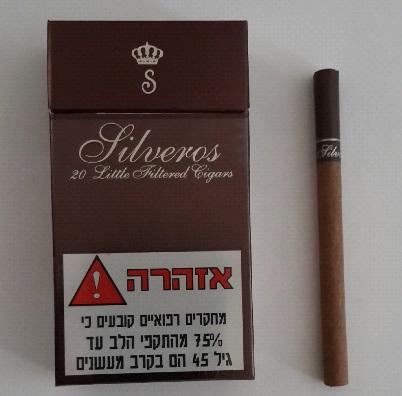 S
Silveros
20 Little Filtered Cigars
אזהרה
מחקרים רפואיים קובעים כי
75% מהתקפי הלב עד
גיל 45 הם בקרב מעשנים